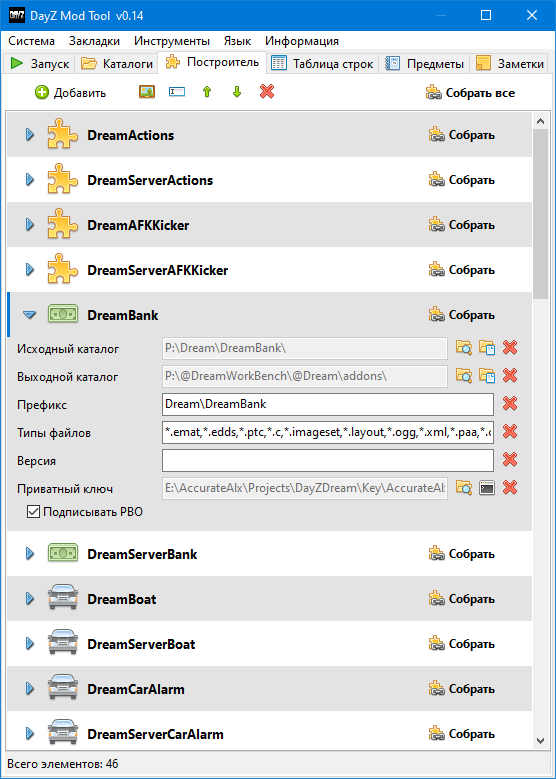 DayZ Mod Tool v0.14
Система Закладки Инструменты Язык Информация
Запуск Каталоги Построитель Таблица строк Предметы Заметки
Добавить Собрать все
DreamActions Собрать
DreamServerActions Собрать
DreamAFKKicker Собрать
DreamServerAFKKicker Собрать
DreamBank Собрать
Исходный каталог P:\Dream\DreamBank\
Выходной каталог P:\@DreamWorkBench\@Dream\addons\
Префикс Dream\DreamBank
Типы файлов *.emat,*.edds,*.ptc,*.c,*.imageset,*.layout,*.ogg,*.xml,*.paa,*.
Версия
Приватный ключ E:\AccurateAlx\Projects\DayZDream\Key\AccurateAlx
Подписывать PBO
DreamServerBank Собрать
DreamBoat Собрать
DreamServerBoat Собрать
DreamCarAlarm Собрать
DreamServerCarAlarm Собрать
Всего элементов: 46